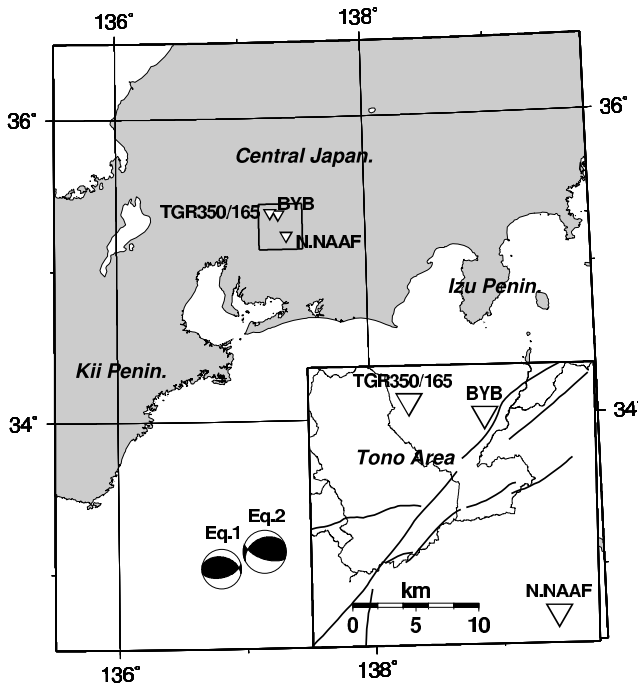 136°
138°
36°
36°
Central Japan.
TGR350/165
BYB
N.NAAF
Izu Penin.
Kii Penin.
TGR350/165
BYB
34°
34°
Tono Area
Eq.1
Eq.2
km
N.NAAF
0 5 10
136°
138°